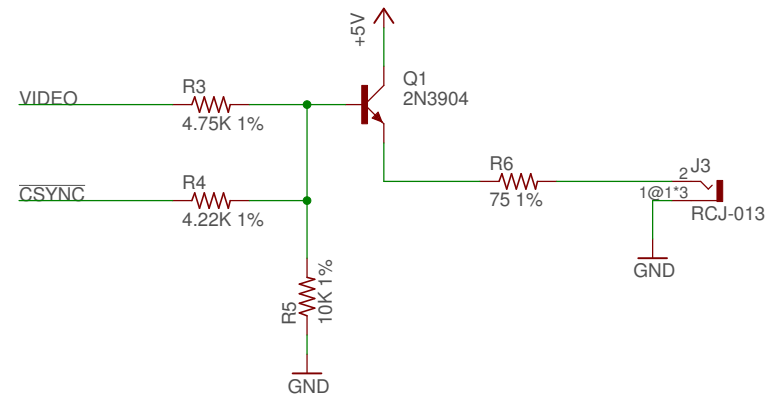 +5V
Q1
2N3904
VIDEO
R3
4.75K 1%
CSYNC
R4
4.22K 1%
R6
75 1%
J3
2
1@1*3
RCJ-013
GND
R5
10K 1%
GND